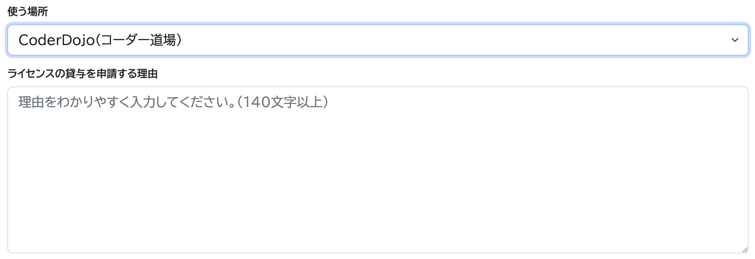 使う場所
CoderDojo(コーダー道場)
ライセンスの貸与を申請する理由
理由をわかりやすく入力してください。(140文字以上)